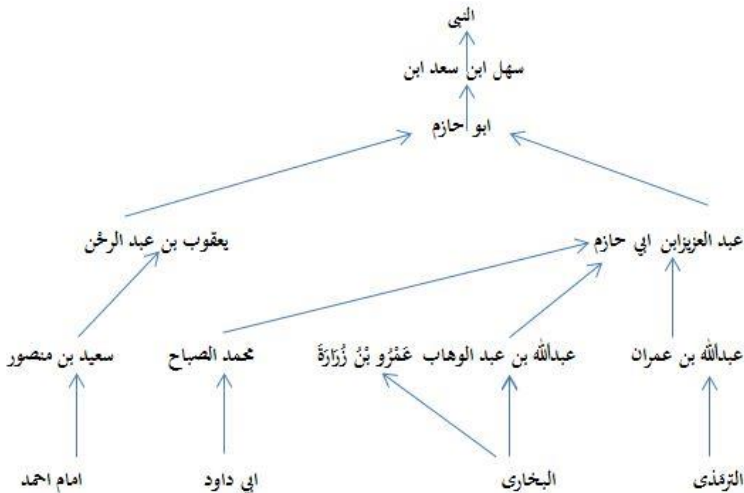 النبى
سهل ابن سعد ابن
ابو حازم
عبد العزيزابن ابي حازم
يعقوب بن عبد الرحمٰن
عبدالله بن عمران
عبدالله بن عبد الوهاب
عَمْرُو بْنُ زُرَارَةَ
محمد الصباح
سعيد بن منصور
الترمذى
البخارى
ابى داود
امام احمد